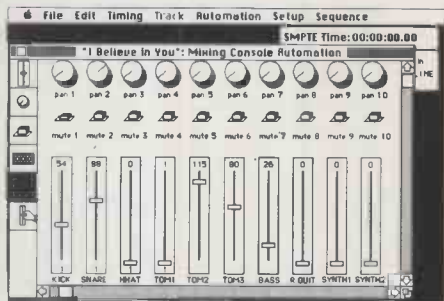 File Edit Timing Track Automation Setup Sequence
SMPTE Time: 00:00:00.00
"I Believe in You": Mixing Console Automation
pan 1 pan 2 pan 3 pan 4 pan 5 pan 6 pan 7 pan 8 pan 9 pan 10
mute 1 mute 2 mute 3 mute 4 mute 5 mute 6 mute 7 mute 8 mute 9 mute 10
54 88 0 1 115 80 26 0 0 0
KICK SNARE HHAT TOM1 TOM2 TOM3 BASS SYNTH1 SYNTH2